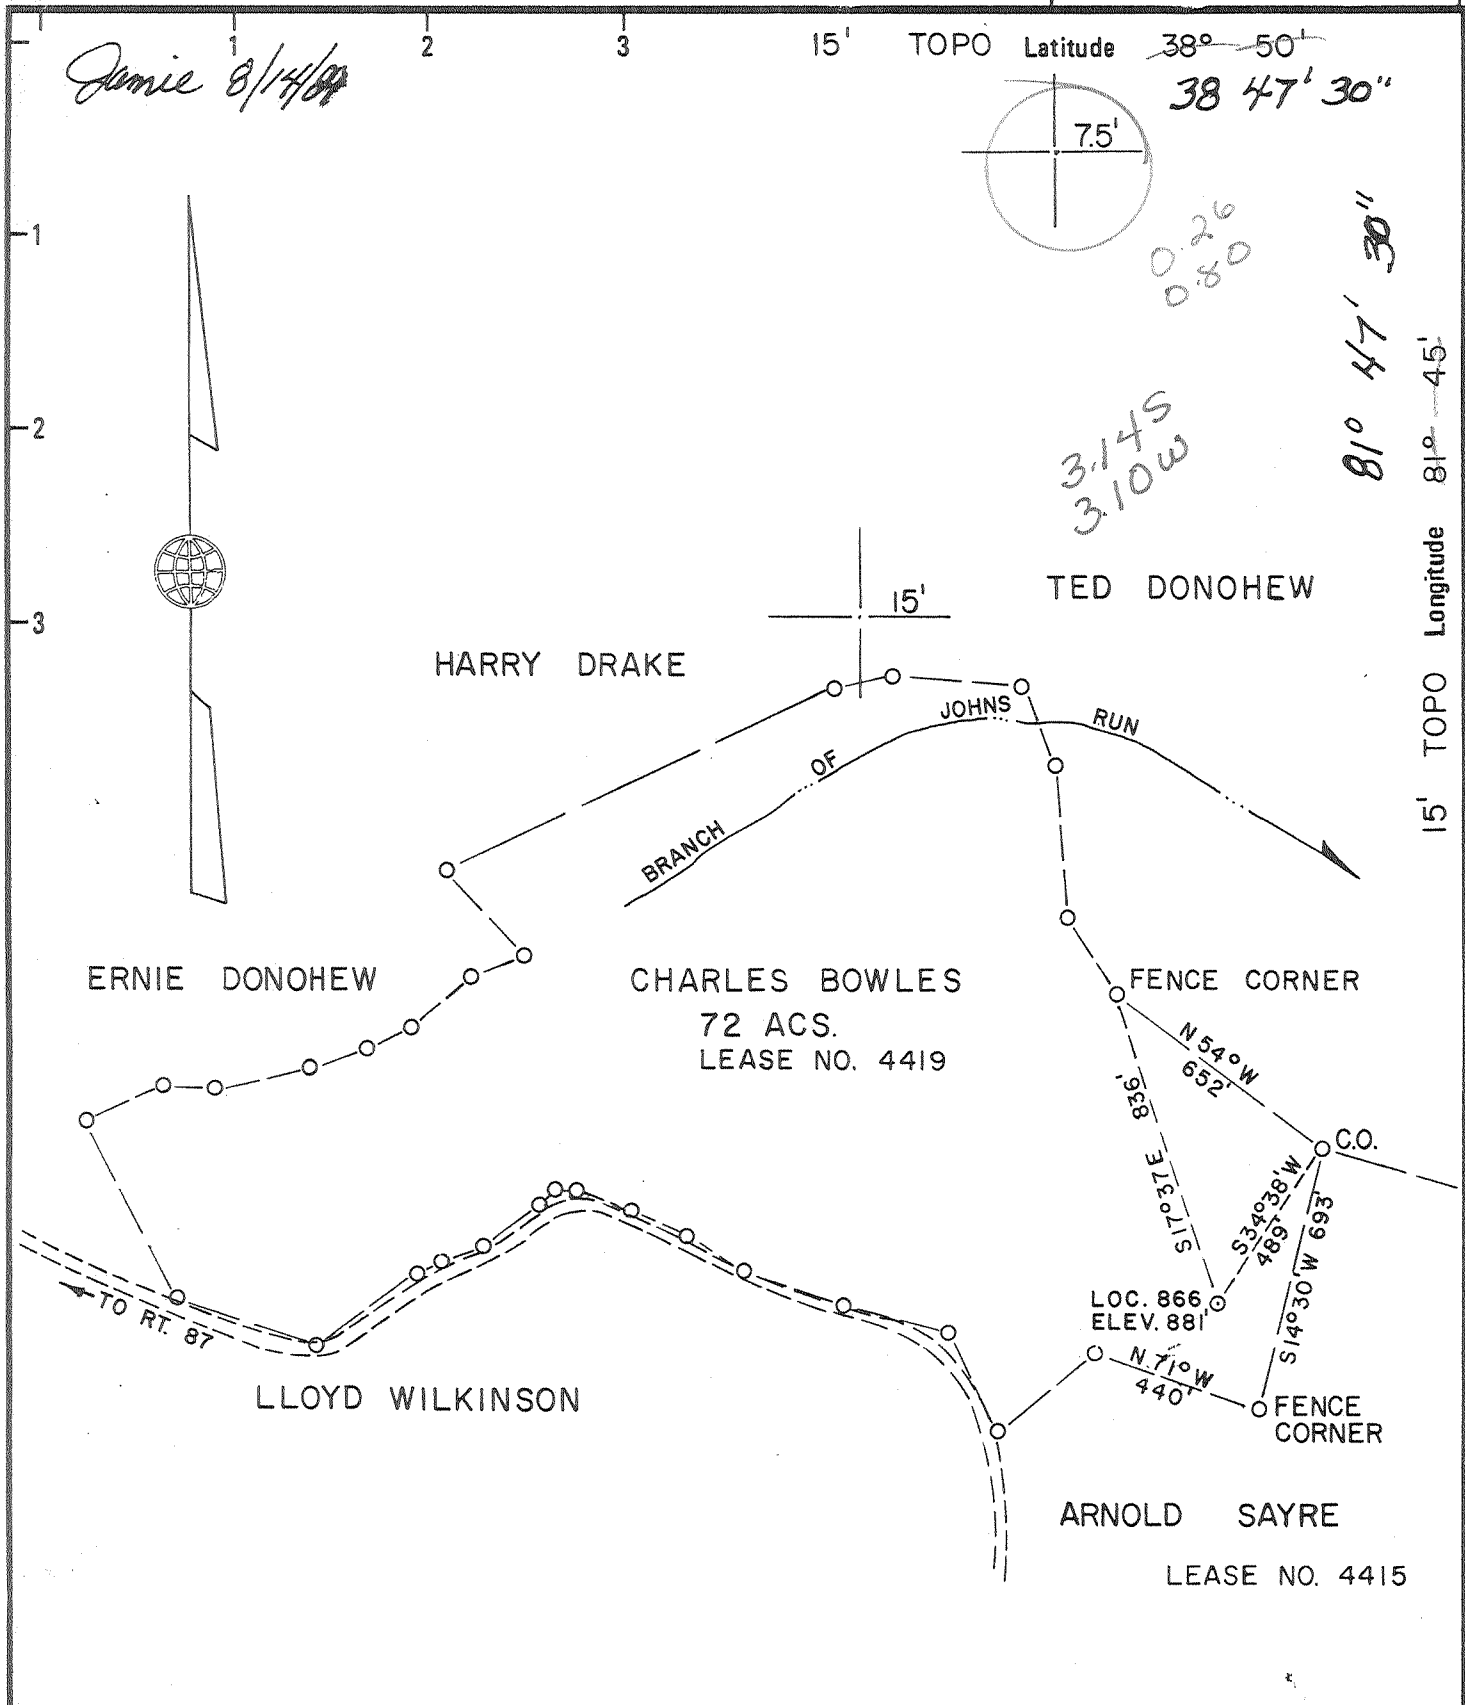 1 2 3 15' TOPO Latitude 38° 50'
Jamie 8/14/
38 47' 30"
7.5'
1
0.26
0.80
81° 47' 30"
15' TOPO Longitude 81° 45'
2
3.14 S
3.10 W
3
15'
TED DONOHEW
HARRY DRAKE
BRANCH OF JOHNS RUN
ERNIE DONOHEW
CHARLES BOWLES
72 ACS.
LEASE NO. 4419
FENCE CORNER
N 54° W
652'
S17°37'E 836'
C.O.
S34°38'W
489'
S14°30'W 693'
LOC. 866
ELEV. 881'
N. 71° W
440'
FENCE
CORNER
TO RT. 87
LLOYD WILKINSON
ARNOLD SAYRE
LEASE NO. 4415